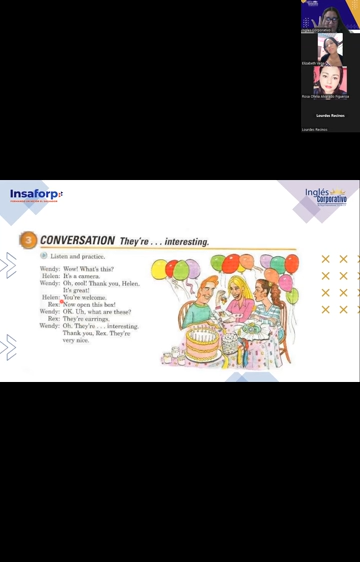 Elizabeth
Lourdes Recinos
Lourdes Recinos
Insaforp
Inglés
Corporativo
3 CONVERSATION They're . . . interesting.
Listen and practice.
Wendy: Wow! What's this?
Helen: It's a camera.
Wendy: Oh, cool! Thank you, Helen.
It's great!
Helen: You're welcome.
Rex: Now open this box!
Wendy: OK. Uh, what are these?
Rex: They're earrings.
Wendy: Oh. They're . . . interesting.
Thank you, Rex. They're
very nice.